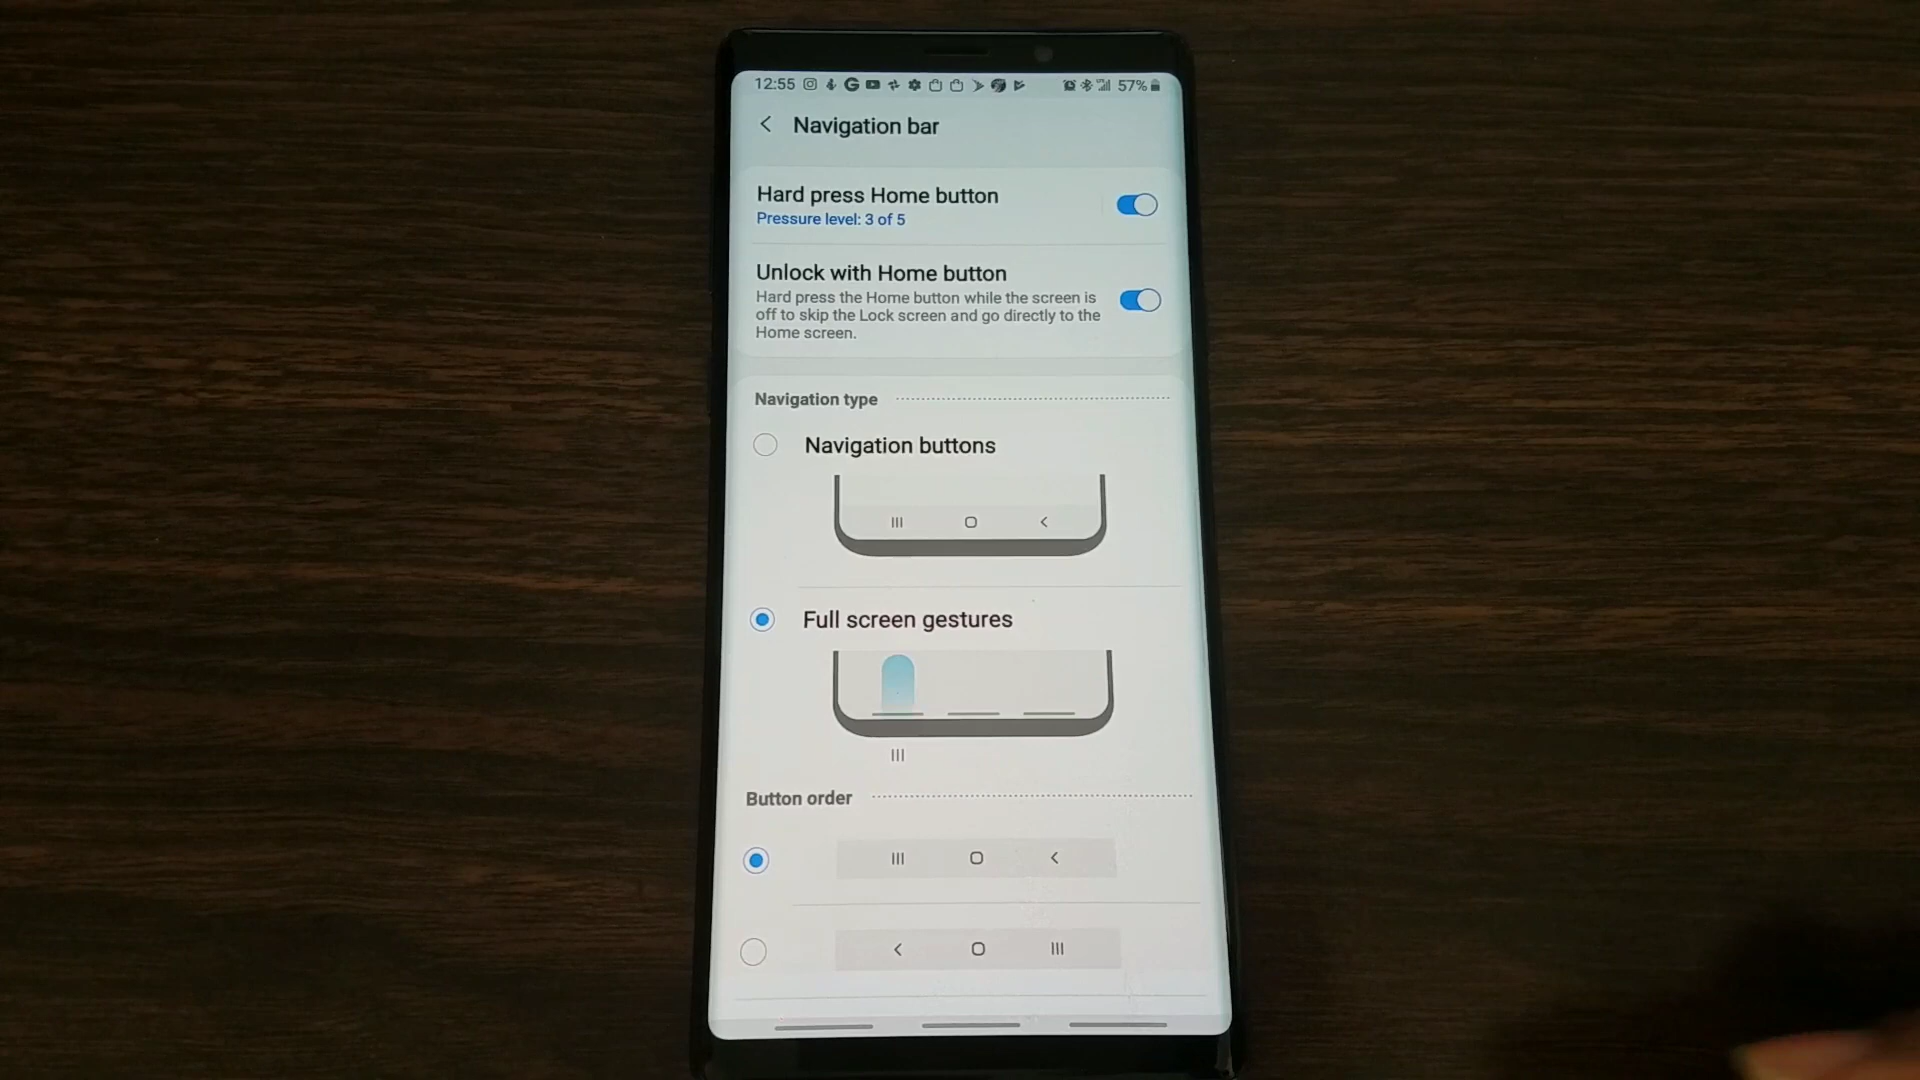 12:55 57%
Navigation bar
Hard press Home button
Pressure level: 3 of 5
Unlock with Home button
Hard press the Home button while the screen is
off to skip the Lock screen and go directly to the
Home screen.
Navigation type
Navigation buttons
Full screen gestures
Button order